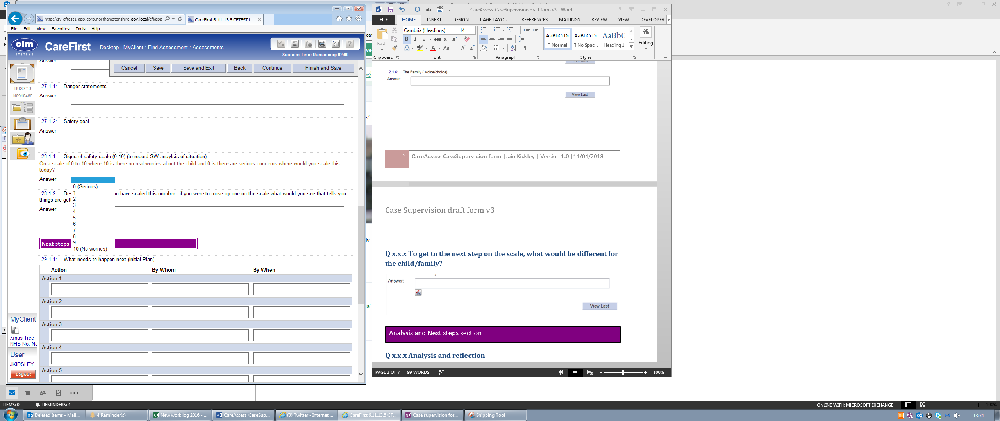 http://sv-cftest1-app.corp.northamptonshire.gov.local/cfi/appl
CareFirst 6.11.13.5 CFTEST1...
File Edit View Favorites Tools Help
olm
SYSTEMS
CareFirst
Desktop : MyClient : Find Assessment : Assessments
Session Time Remaining: 02:00
BUSSYS
N0910486
Answer:
Cancel
Save
Save and Exit
Back
Continue
Finish and Save
27.1.1: Danger statements
Answer:
27.1.2: Safety goal
Answer:
28.1.1: Signs of safety scale (0-10) (to record SW anaylsis of situation)
On a scale of 0 to 10 where 10 is there no real worries about the child and 0 is there are serious concerns where would you scale this
today?
Answer:
0 (Serious)
1
2
3
4
5
6
7
8
9
10 (No worries)
28.1.2: Des u have scaled this number - if you were to move up one on the scale what would you see that tells you
things are gett
Answer:
Next steps
29.1.1: What needs to happen next (Initial Plan)
Action By Whom By When
Action 1
Action 2
Action 3
Action 4
Action 5
MyClient
Xmas Tree -
NHS No: No
User
JKIDSLEY
Logout
CareAssess_CaseSupervision draft form v3 - Word
FILE HOME INSERT DESIGN PAGE LAYOUT REFERENCES MAILINGS REVIEW VIEW DEVELOPER
Paste
Cambria (Headings) 14
B I U abc x₂ x²
AaBbCcDc AaBbCcDc AaBbC
¶ Normal ¶ No Spac... Heading 1
Editing
Clipboard Font Paragraph Styles
View Last
2.1.6: The Family ( Voice/choice)
Answer:
View Last
3 CareAssess CaseSupervision form |Jain Kidsley | Version 1.0 |11/04/2018
Case Supervision draft form v3
Q x.x.x To get to the next step on the scale, what would be different for
the child/family?
Answer:
View Last
Analysis and Next steps section
Q x.x.x Analysis and reflection
PAGE 3 OF 7 99 WORDS 100%
ITEMS: 0 REMINDERS: 4
ONLINE WITH: MICROSOFT EXCHANGE
100%
Deleted Items - Mail...
4 Reminder(s)
New work log 2016 - ...
CareAssess_CaseSup...
(3) Twitter - Internet ...
CareFirst 6.11.13.5 CF...
Case supervision for...
Snipping Tool
13:34